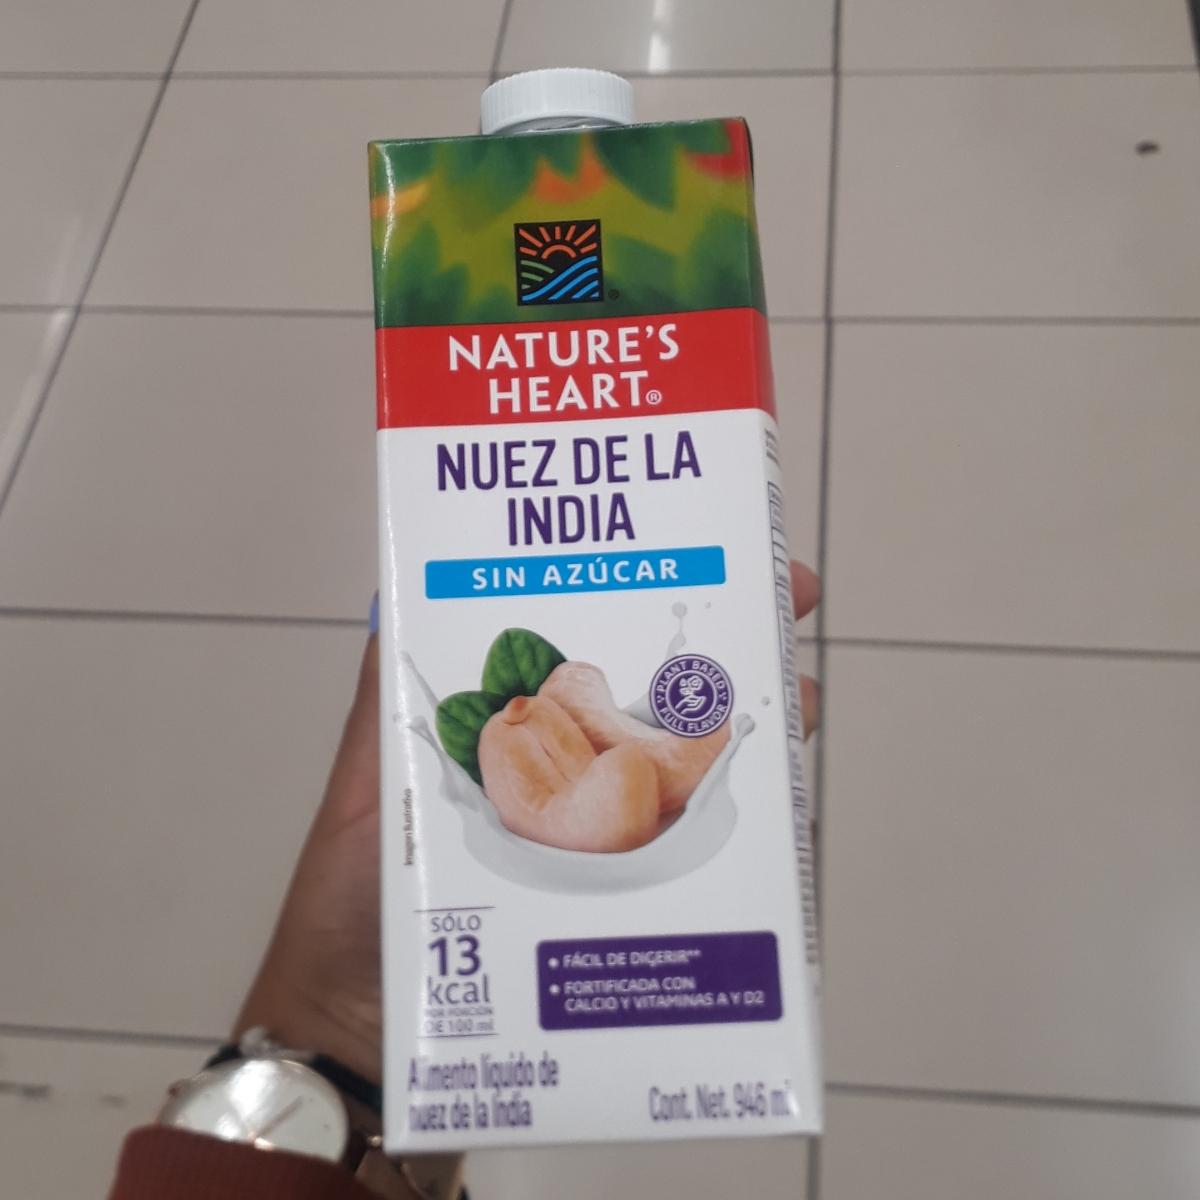 NATURE'S
HEART®
NUEZ DE LA
INDIA
SIN AZÚCAR
PLANT BASED
FULL FLAVOR
Imagen Ilustrativa
SÓLO
13
kcal
POR PORCIÓN
DE 100 ml
• FÁCIL DE DIGERIR**
• FORTIFICADA CON
CALCIO Y VITAMINAS A Y D2
Alimento líquido de
nuez de la India
Cont. Net. 946 ml